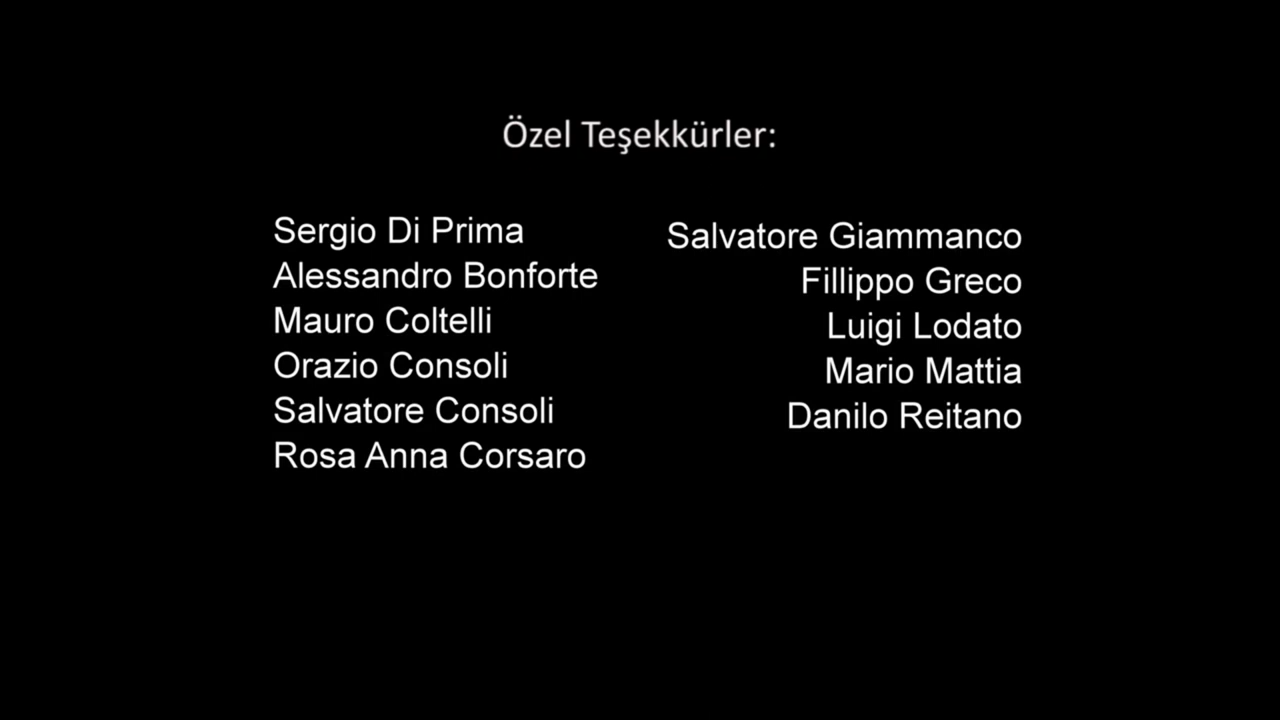 Özel Teşekkürler:
Sergio Di Prima
Alessandro Bonforte
Mauro Coltelli
Orazio Consoli
Salvatore Consoli
Rosa Anna Corsaro
Salvatore Giammanco
Fillippo Greco
Luigi Lodato
Mario Mattia
Danilo Reitano